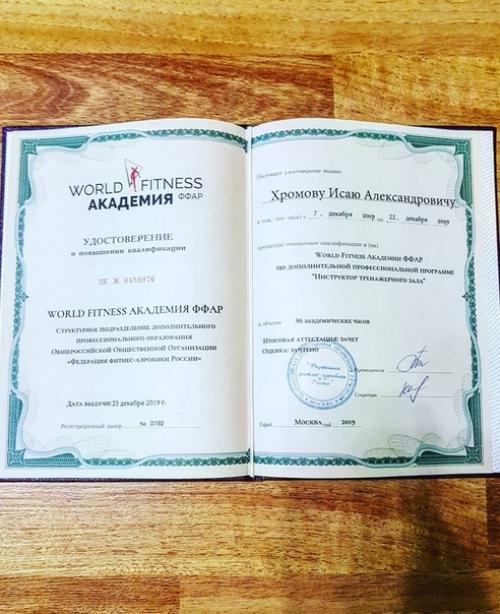 WORLD FITNESS
АКАДЕМИЯ ФФАР
УДОСТОВЕРЕНИЕ
о повышении квалификации
ПК № 0455976
WORLD FITNESS АКАДЕМИЯ ФФАР
Структурное подразделение дополнительного
профессионального образования
Общероссийской Общественной Организации
«Федерация фитнес-аэробики России»
Дата выдачи: 25 декабря 2019 г.
Регистрационный номер № 0192
Настоящее удостоверение выдано
Хромову Исаю Александровичу
в том, что он(а) с 7 . декабря 2019 по 22 . декабря 2019
прошел(а) повышение квалификации в (на)
World Fitness Академии ФФАР
по дополнительной профессиональной программе
"Инструктор тренажерного зала"
в объеме 96 академических часов
Итоговая аттестация: зачет
Оценка: зачтено
Руководитель
Секретарь
Город Москва, год 2019